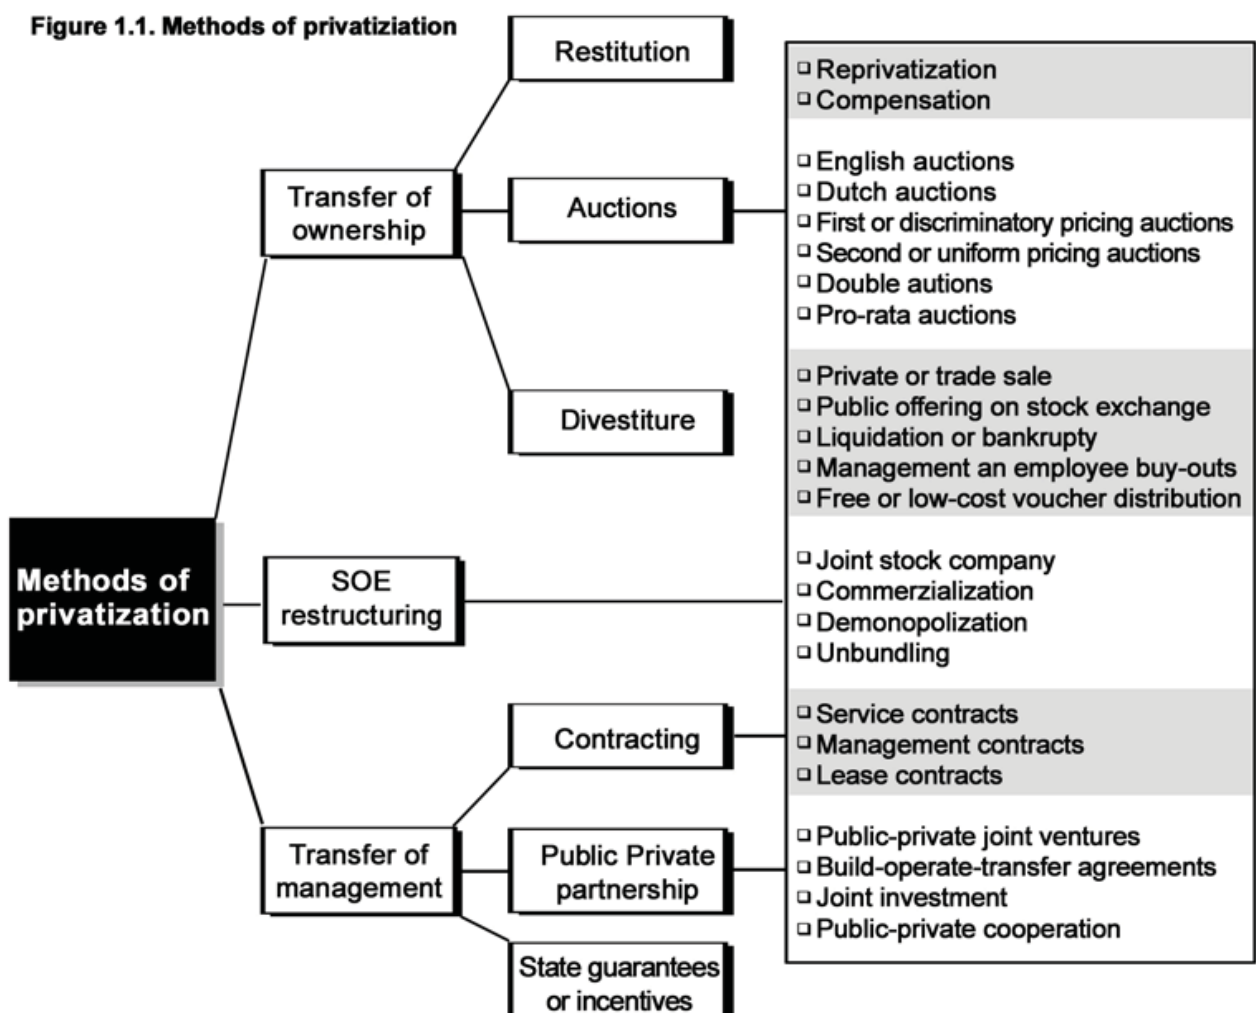 Figure 1.1. Methods of privatiziation
Restitution
Transfer of
ownership
Auctions
Divestiture
Methods of
privatization
SOE
restructuring
Contracting
Transfer of
management
Public Private
partnership
State guarantees
or incentives
❑ Reprivatization
❑ Compensation
❑ English auctions
❑ Dutch auctions
❑ First or discriminatory pricing auctions
❑ Second or uniform pricing auctions
❑ Double autions
❑ Pro-rata auctions
❑ Private or trade sale
❑ Public offering on stock exchange
❑ Liquidation or bankrupty
❑ Management an employee buy-outs
❑ Free or low-cost voucher distribution
❑ Joint stock company
❑ Commerzialization
❑ Demonopolization
❑ Unbundling
❑ Service contracts
❑ Management contracts
❑ Lease contracts
❑ Public-private joint ventures
❑ Build-operate-transfer agreements
❑ Joint investment
❑ Public-private cooperation